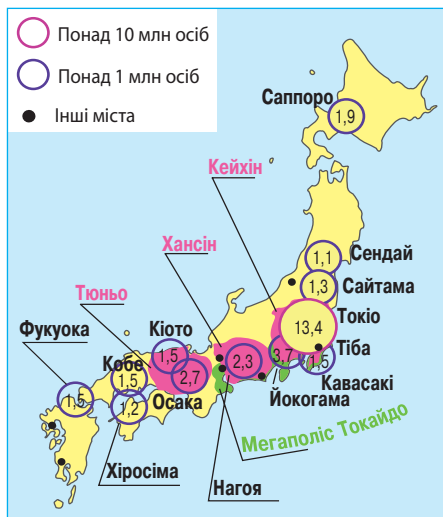 Понад 10 млн осіб
Понад 1 млн осіб
Інші міста
Саппоро
1,9
Кейхін
Хансін
Сендай
1,1
Сайтама
1,3
Тюньо
Токіо
13,4
Фукуока
Кіото
1,5
Тіба
Кобо
1,5
2,3
3,7
1,5
Кавасакі
Осака
2,7
Йокогама
1,5
1,2
Мегаполіс Токайдо
Хіросіма
Нагоя